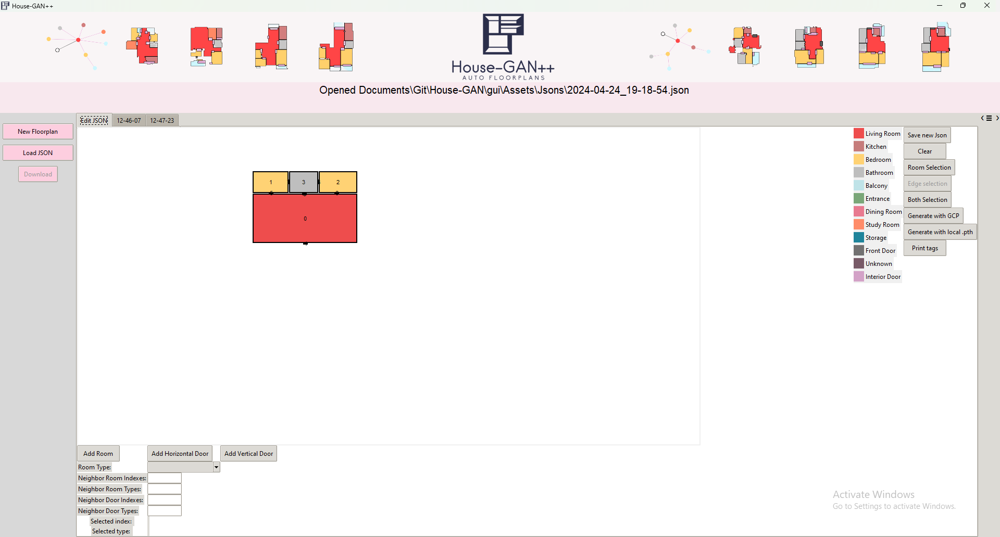 House-GAN++
House-GAN++
AUTO FLOORPLANS
Opened Documents\Git\House-GAN\gui\Assets\Jsons\2024-04-24_19-18-54.json
Edit JSON 12-46-07 12-47-23
New Floorplan
Load JSON
Download
1 3 2
0
Living Room
Kitchen
Bedroom
Bathroom
Balcony
Entrance
Dining Room
Study Room
Storage
Front Door
Unknown
Interior Door
Save new Json
Clear
Room Selection
Edge selection
Both Selection
Generate with GCP
Generate with local .pth
Print tags
Add Room Add Horizontal Door Add Vertical Door
Room Type:
Neighbor Room Indexes:
Neighbor Room Types:
Neighbor Door Indexes:
Neighbor Door Types:
Selected index:
Selected type:
Activate Windows
Go to Settings to activate Windows.